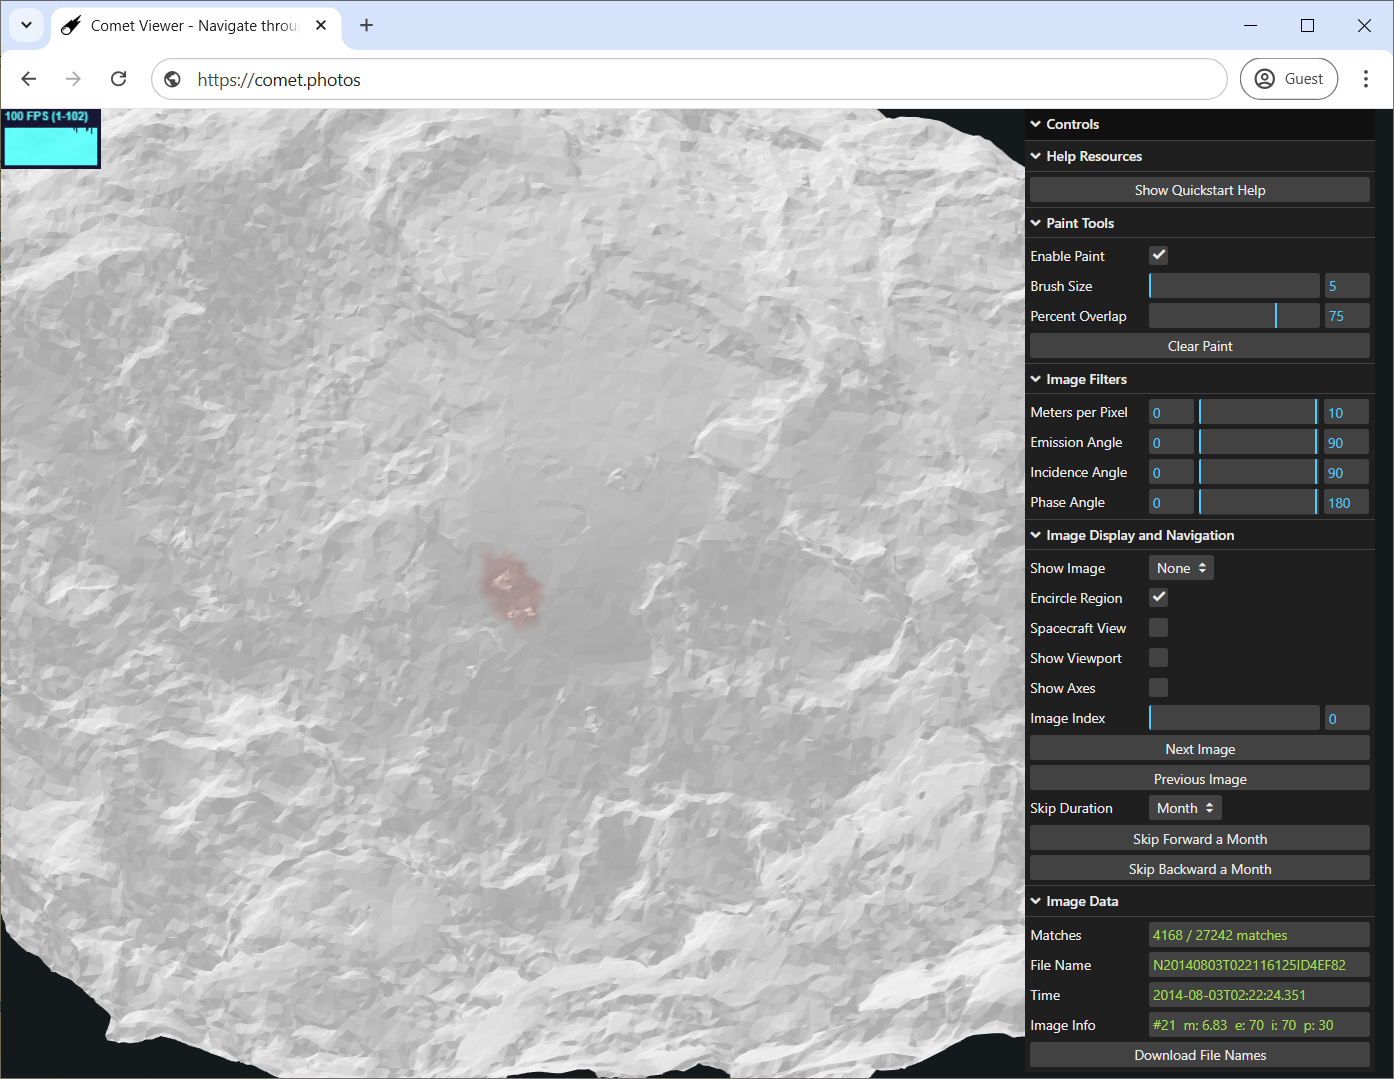 Comet Viewer - Navigate throu
https://comet.photos
Guest
100 FPS (1-102)
Controls
Help Resources
Show Quickstart Help
Paint Tools
Enable Paint
Brush Size 5
Percent Overlap 75
Clear Paint
Image Filters
Meters per Pixel 0 10
Emission Angle 0 90
Incidence Angle 0 90
Phase Angle 0 180
Image Display and Navigation
Show Image None
Encircle Region
Spacecraft View
Show Viewport
Show Axes
Image Index 0
Next Image
Previous Image
Skip Duration Month
Skip Forward a Month
Skip Backward a Month
Image Data
Matches 4168 / 27242 matches
File Name N20140803T022116125ID4EF82
Time 2014-08-03T02:22:24.351
Image Info #21 m: 6.83 e: 70 i: 70 p: 30
Download File Names